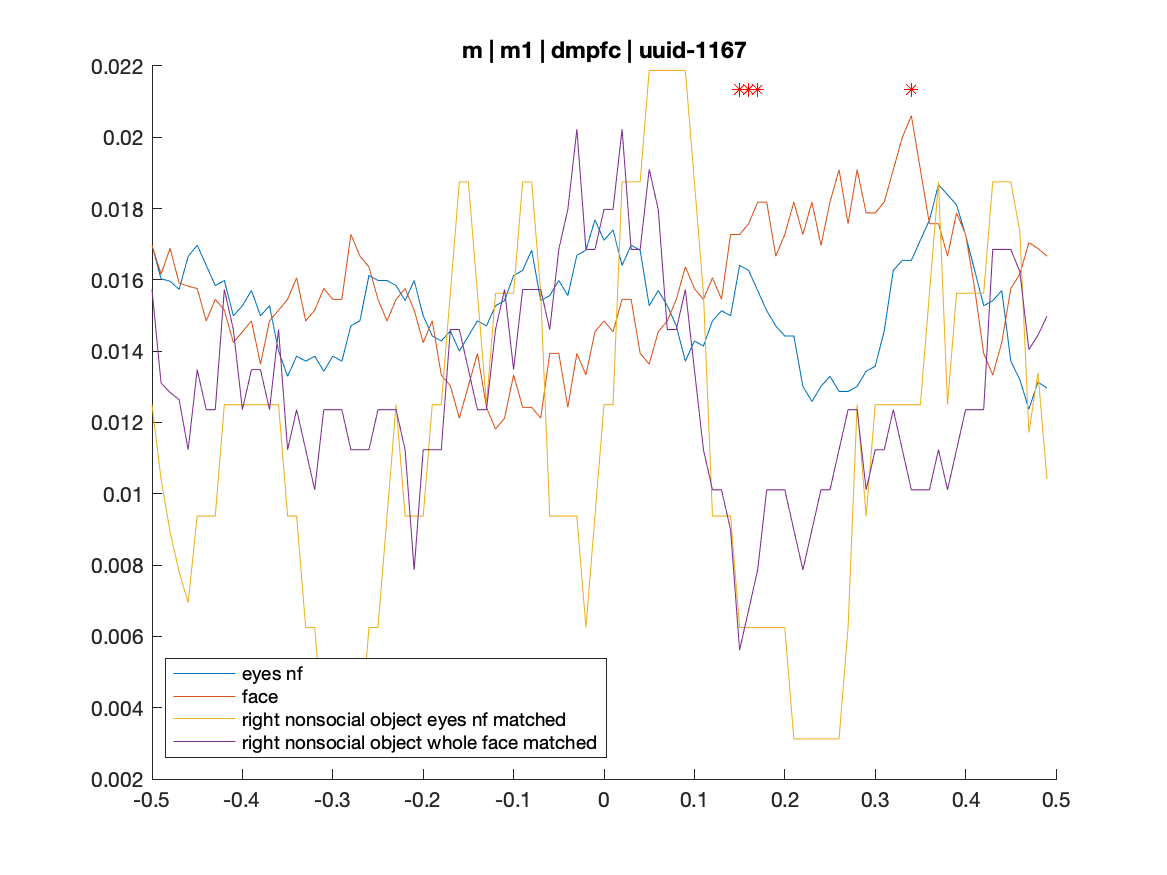 m | m1 | dmpfc | uuid-1167
0.022
0.02
0.018
0.016
0.014
0.012
0.01
0.008
0.006
0.004
0.002
eyes nf
face
right nonsocial object eyes nf matched
right nonsocial object whole face matched
-0.5 -0.4 -0.3 -0.2 -0.1 0 0.1 0.2 0.3 0.4 0.5